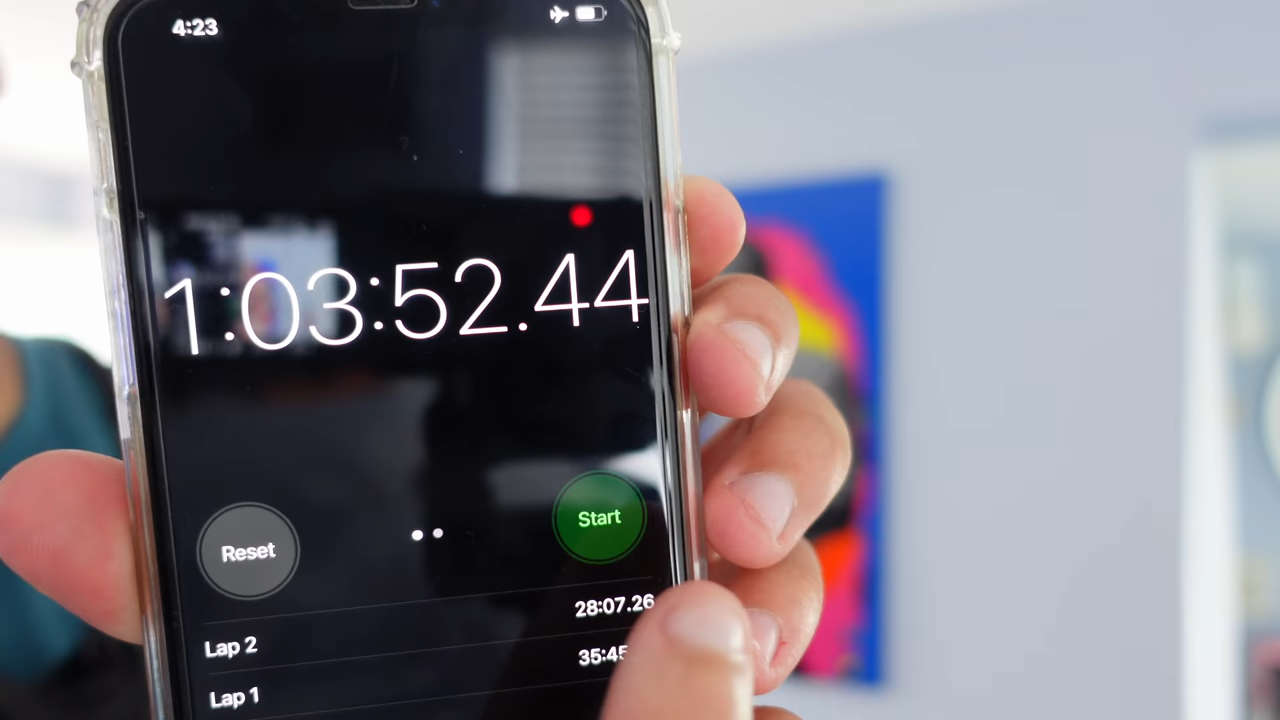 4:23
1:03:52.44
Reset
Start
Lap 2 28:07.26
Lap 1 35:45